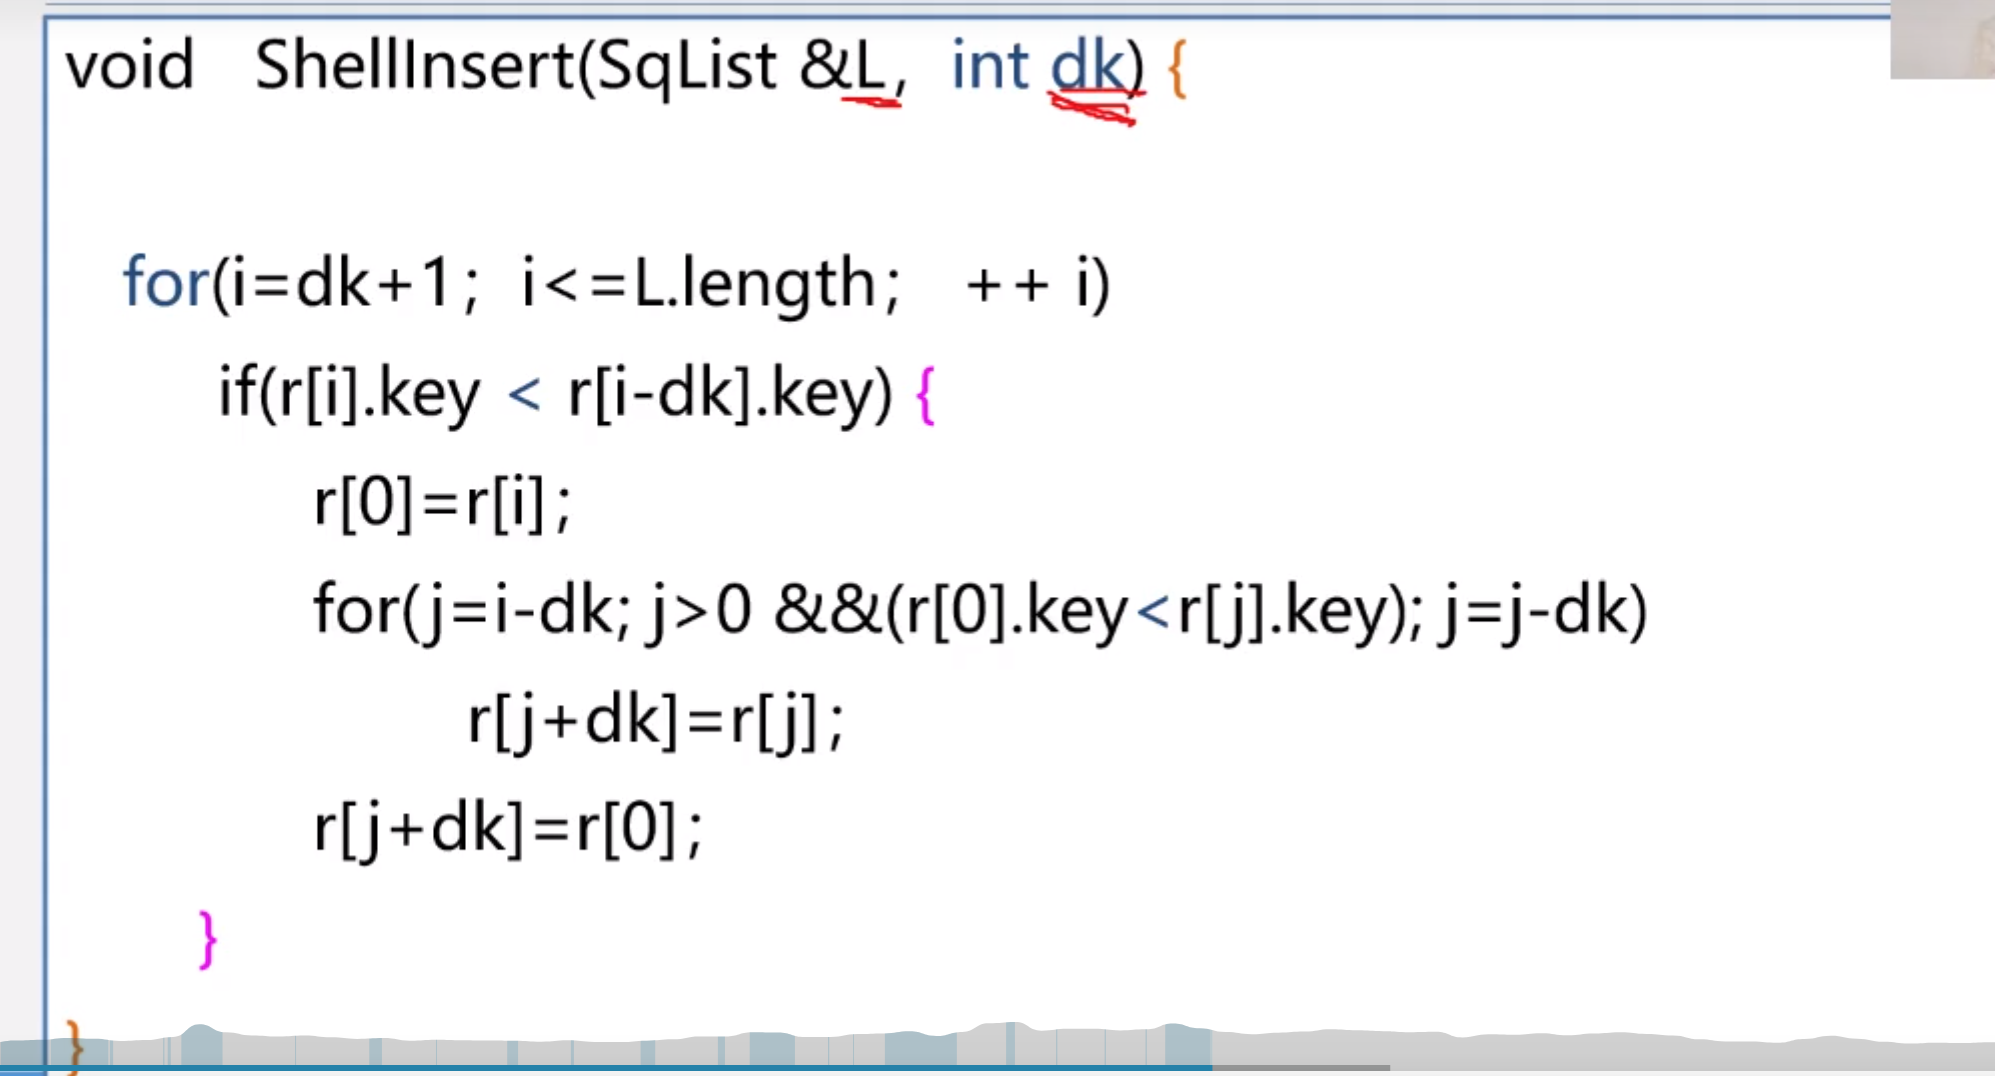 void ShellInsert(SqList &L, int dk) {
for(i=dk+1; i<=L.length; ++ i)
if(r[i].key < r[i-dk].key) {
r[0]=r[i];
for(j=i-dk; j>0 &&(r[0].key<r[j].key); j=j-dk)
r[j+dk]=r[j];
r[j+dk]=r[0];
}
}